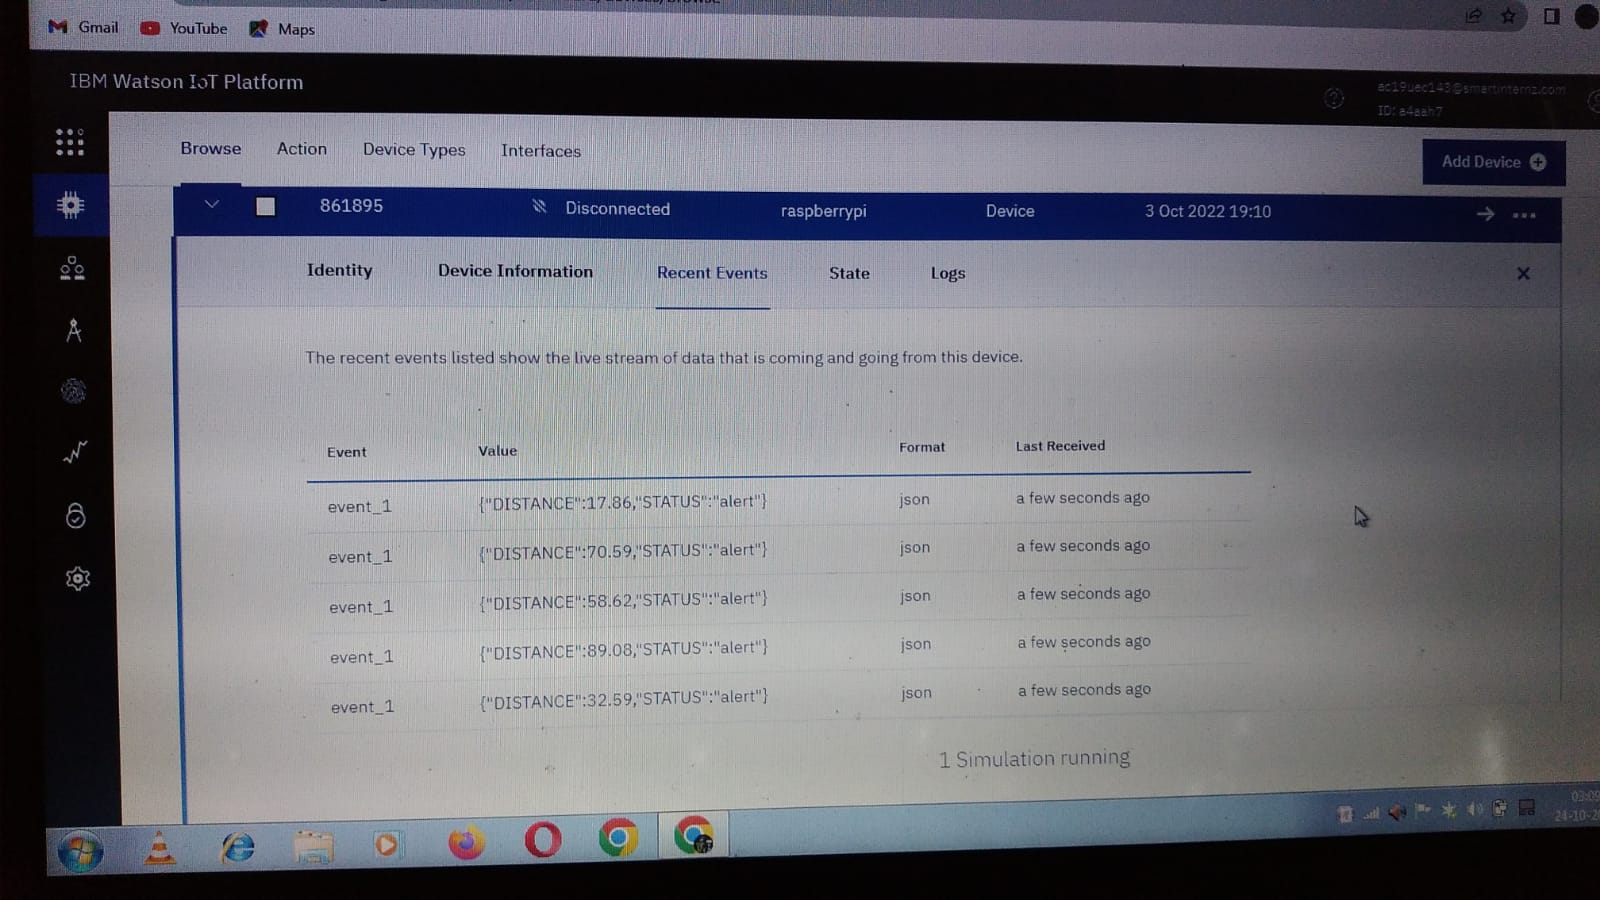 Gmail YouTube Maps
IBM Watson IoT Platform
ac19uec143@smartinternz.com
ID: a4aah7
Browse Action Device Types Interfaces Add Device
861895 Disconnected raspberrypi Device 3 Oct 2022 19:10
Identity Device Information Recent Events State Logs
The recent events listed show the live stream of data that is coming and going from this device.
Event Value Format Last Received
event_1 {"DISTANCE":17.86,"STATUS":"alert"} json a few seconds ago
event_1 {"DISTANCE":70.59,"STATUS":"alert"} json a few seconds ago
event_1 {"DISTANCE":58.62,"STATUS":"alert"} json a few seconds ago
event_1 {"DISTANCE":89.08,"STATUS":"alert"} json a few seconds ago
event_1 {"DISTANCE":32.59,"STATUS":"alert"} json a few seconds ago
1 Simulation running
03:09